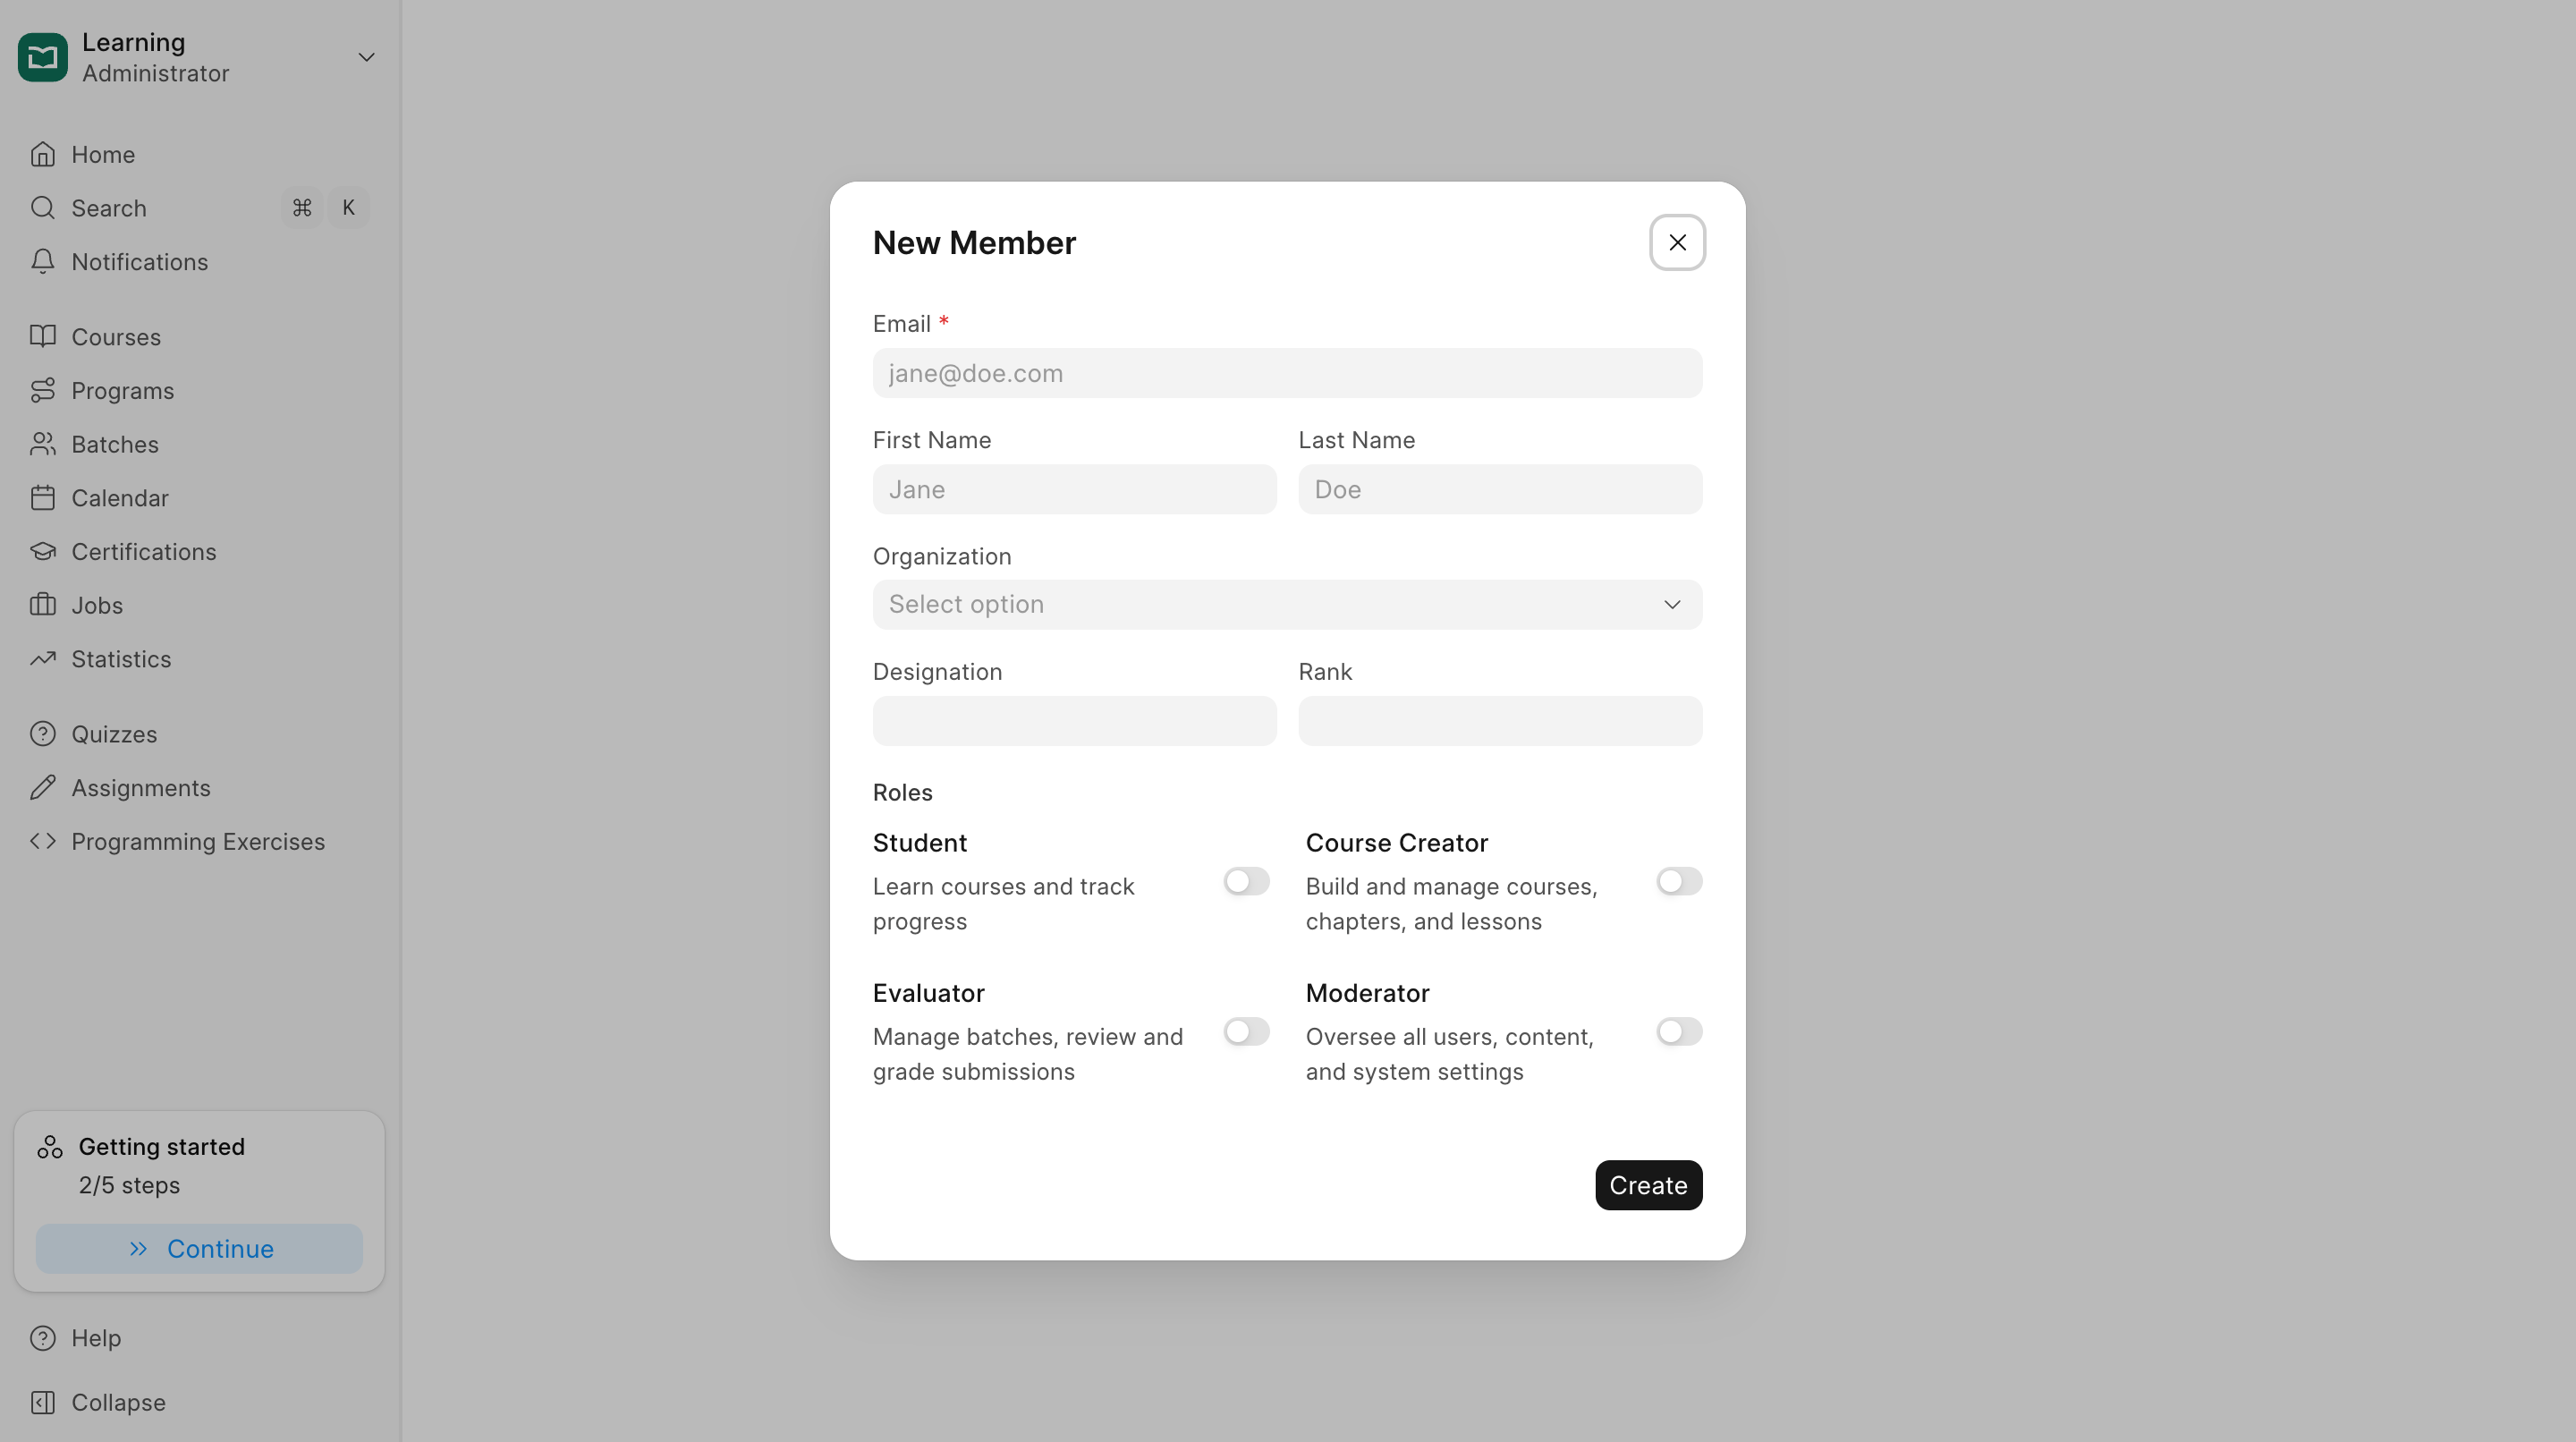 Learning
Administrator
Home
Search ⌘ K
Notifications
Courses
Programs
Batches
Calendar
Certifications
Jobs
Statistics
Quizzes
Assignments
Programming Exercises
Getting started
2/5 steps
Continue
Help
Collapse
New Member
Email *
jane@doe.com
First Name Last Name
Jane Doe
Organization
Select option
Designation Rank
Roles
Student
Learn courses and track
progress
Course Creator
Build and manage courses,
chapters, and lessons
Evaluator
Manage batches, review and
grade submissions
Moderator
Oversee all users, content,
and system settings
Create